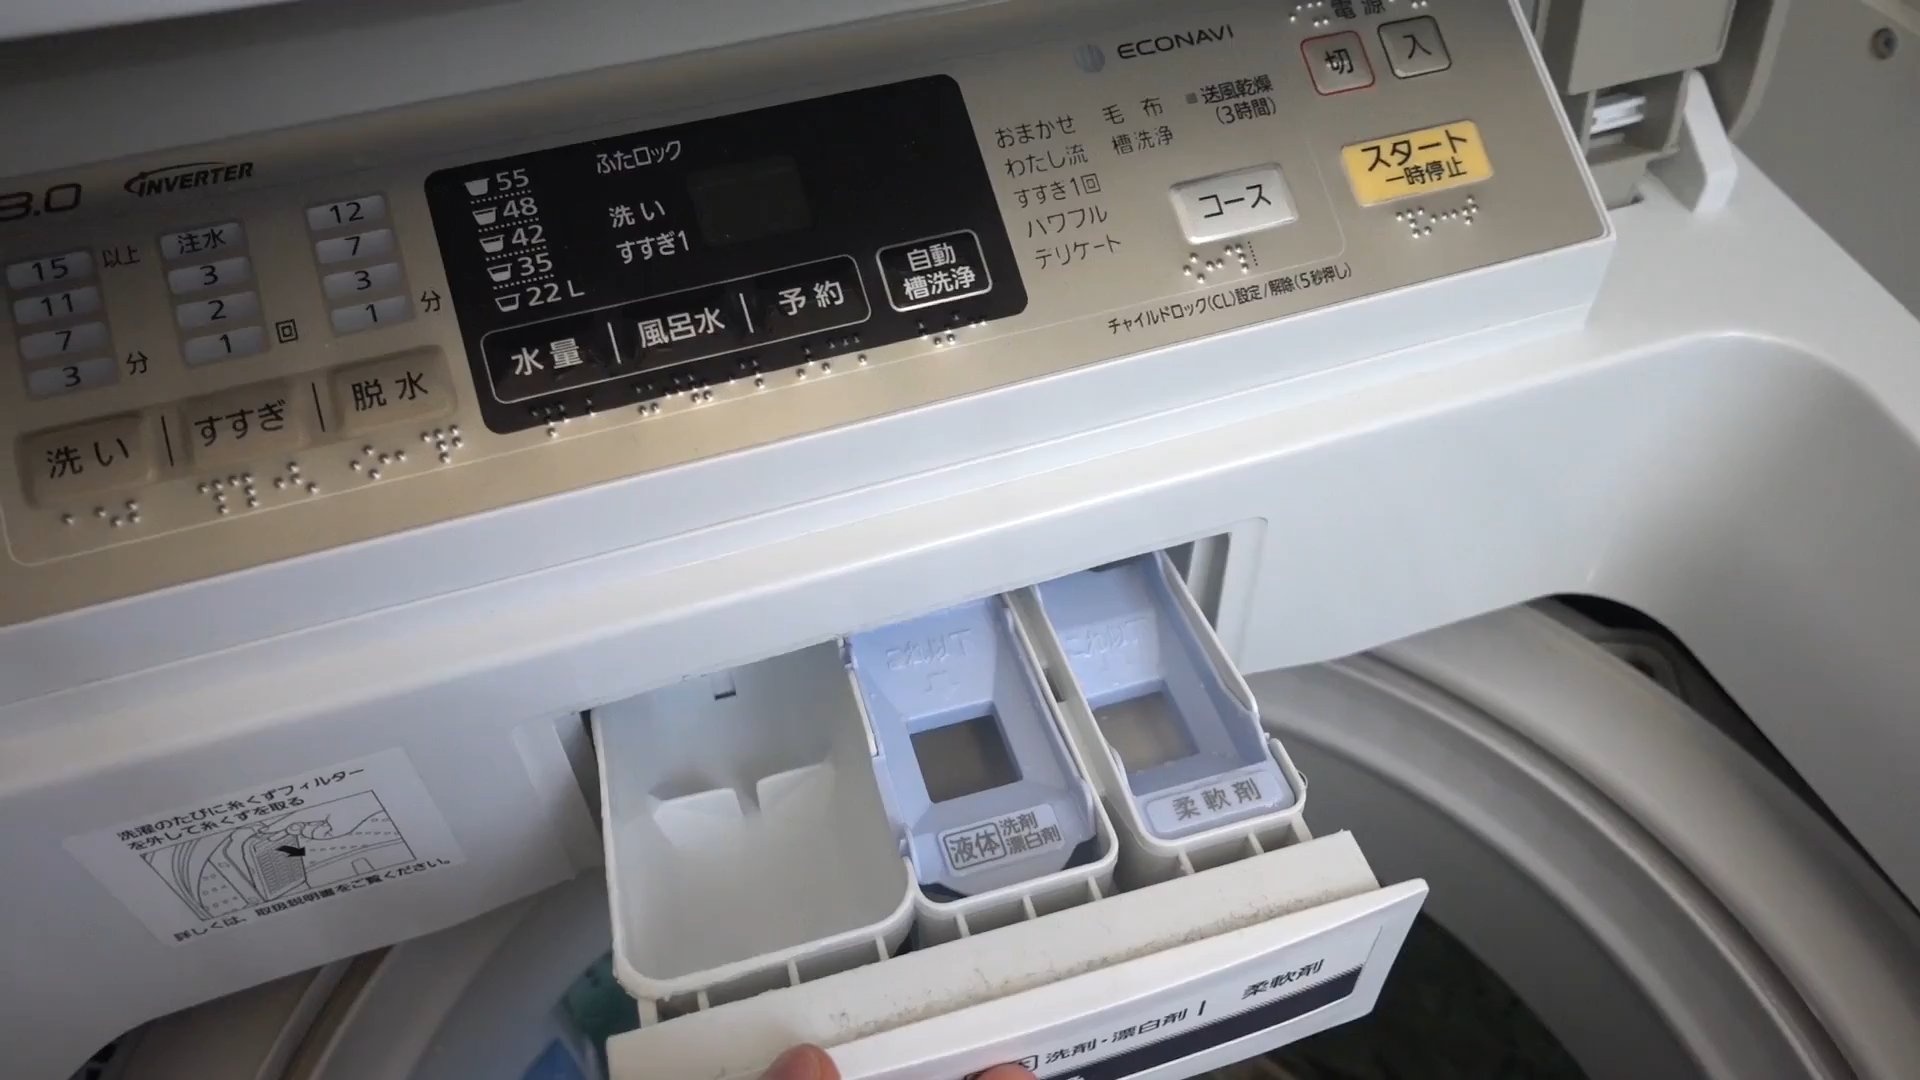 電源
切
入
ECONAVI
8.0
INVERTER
15 以上
11
7
3 分
注水
3
2
1 回
12
7
3
1 分
洗い
すすぎ
脱水
55
48
42
35
22L
ふたロック
洗い
すすぎ1
水量
風呂水
予約
自動
槽洗浄
おまかせ
わたし流
すすぎ1回
パワフル
デリケート
毛布
槽洗浄
送風乾燥
(3時間)
コース
スタート
一時停止
チャイルドロック(CL)設定/解除(5秒押し)
洗濯のたびに糸くずフィルター
を外して糸くずを取る
詳しくは、取扱説明書をご覧ください。
液体 洗剤
漂白剤
柔軟剤
洗剤・漂白剤
柔軟剤